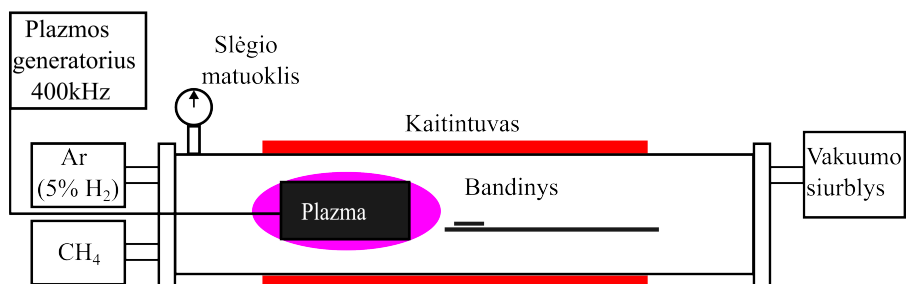 Plazmos
generatorius
400kHz
Slėgio
matuoklis
Kaitintuvas
Ar
(5% H₂)
CH₄
Plazma
Bandinys
Vakuumo
siurblys